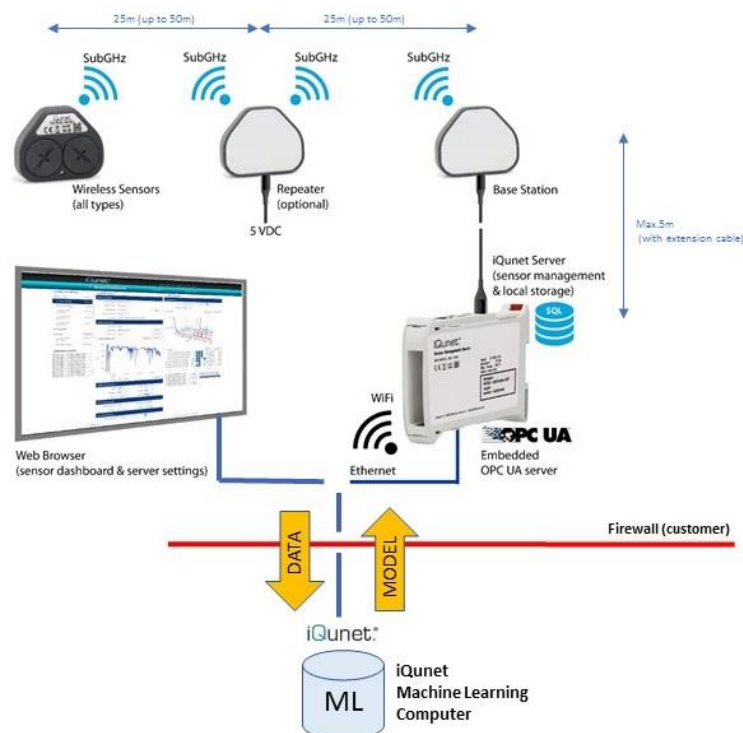 25m (up to 50m)
25m (up to 50m)
SubGHz
SubGHz
SubGHz
SubGHz
iQunet
Wireless Sensors
(all types)
Repeater
(optional)
5 VDC
Base Station
Max.5m
(with extension cable)
iQunet Server
(sensor management
& local storage)
SQL
iQunet
iQunet
WiFi
OPC UA
Web Browser
(sensor dashboard & server settings)
Ethernet
Embedded
OPC UA server
Firewall (customer)
DATA
MODEL
iQunet
ML
iQunet
Machine Learning
Computer